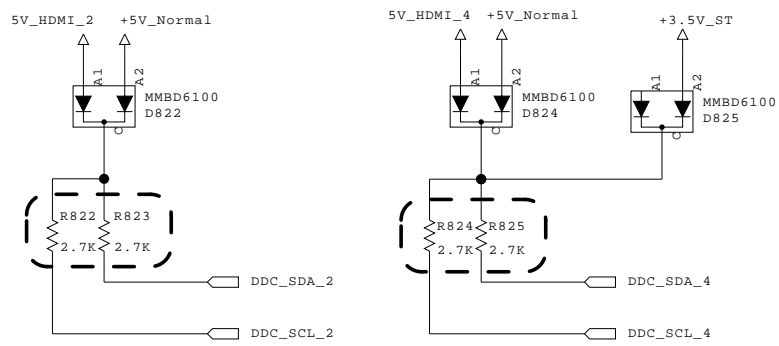 5V_HDMI_2
+5V_Normal
A1
A2
MMBD6100
D822
C
R822
R823
2.7K
2.7K
DDC_SDA_2
DDC_SCL_2
5V_HDMI_4
+5V_Normal
A1
A2
MMBD6100
D824
C
+3.5V_ST
A1
A2
MMBD6100
D825
C
R824
R825
2.7K
2.7K
DDC_SDA_4
DDC_SCL_4